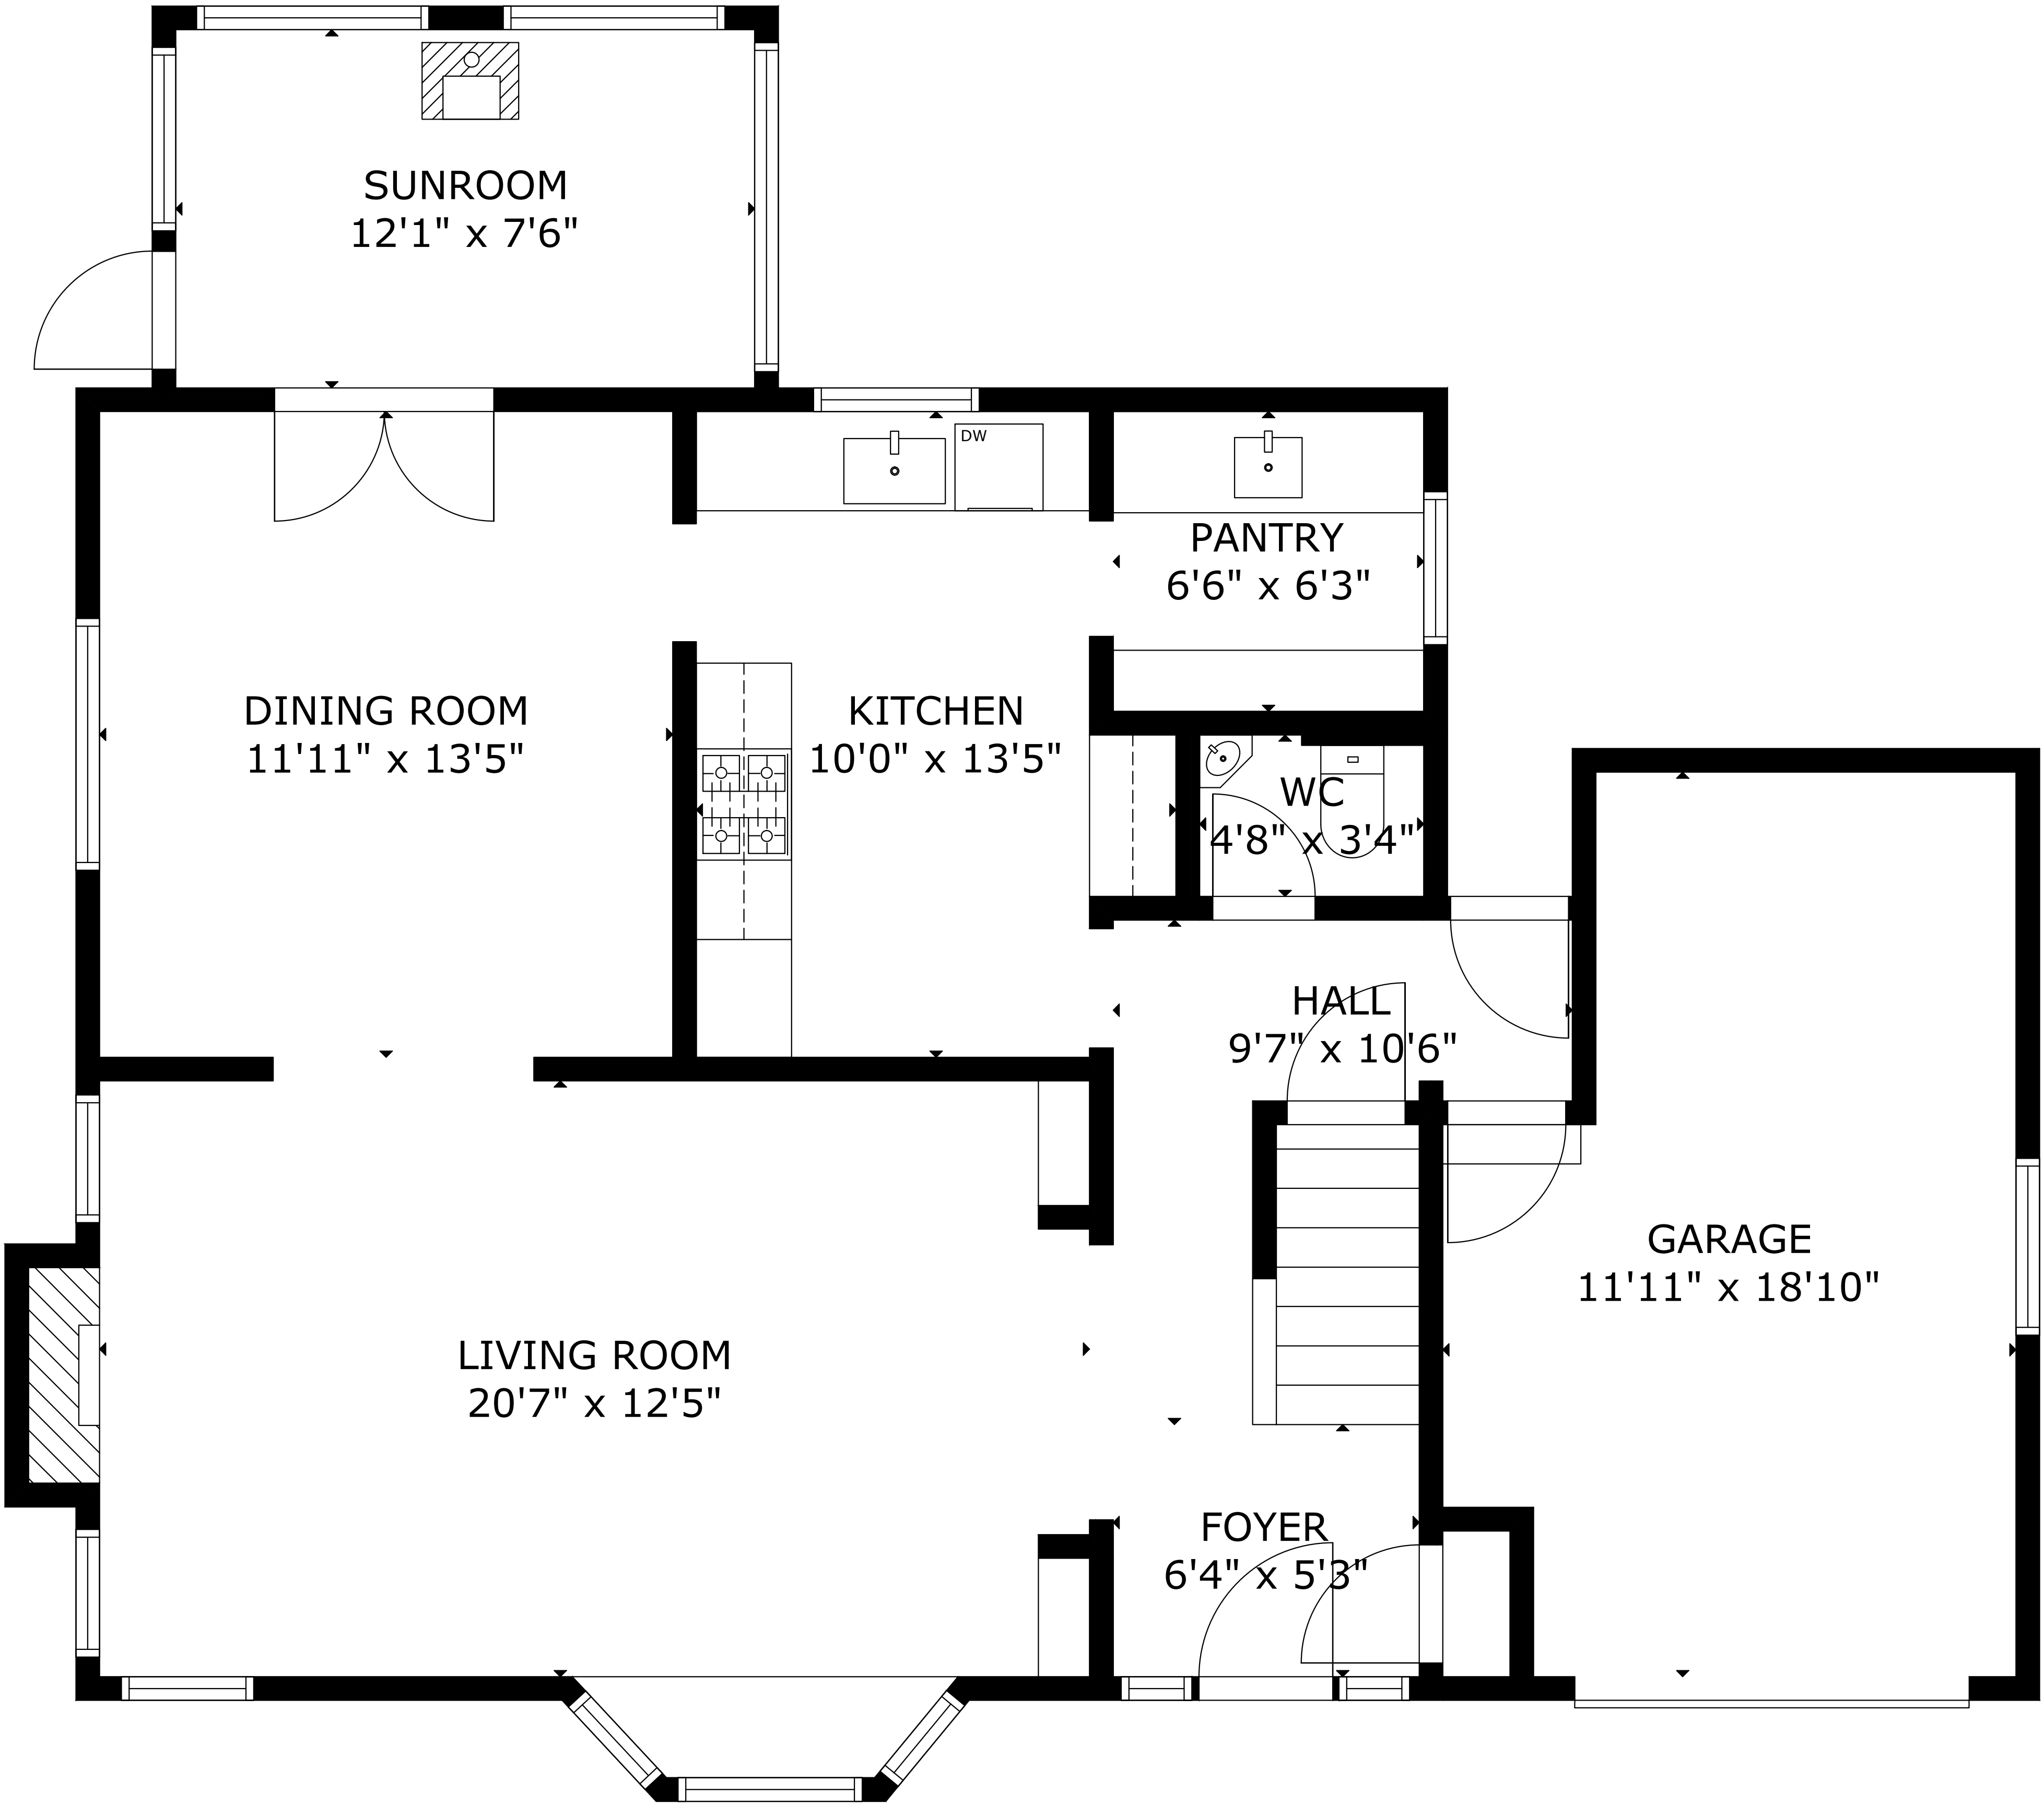 SUNROOM
12'1" x 7'6"
DW
PANTRY
6'6" x 6'3"
DINING ROOM
11'11" x 13'5"
KITCHEN
10'0" x 13'5"
WC
4'8" x 3'4"
HALL
9'7" x 10'6"
GARAGE
11'11" x 18'10"
LIVING ROOM
20'7" x 12'5"
FOYER
6'4" x 5'3"